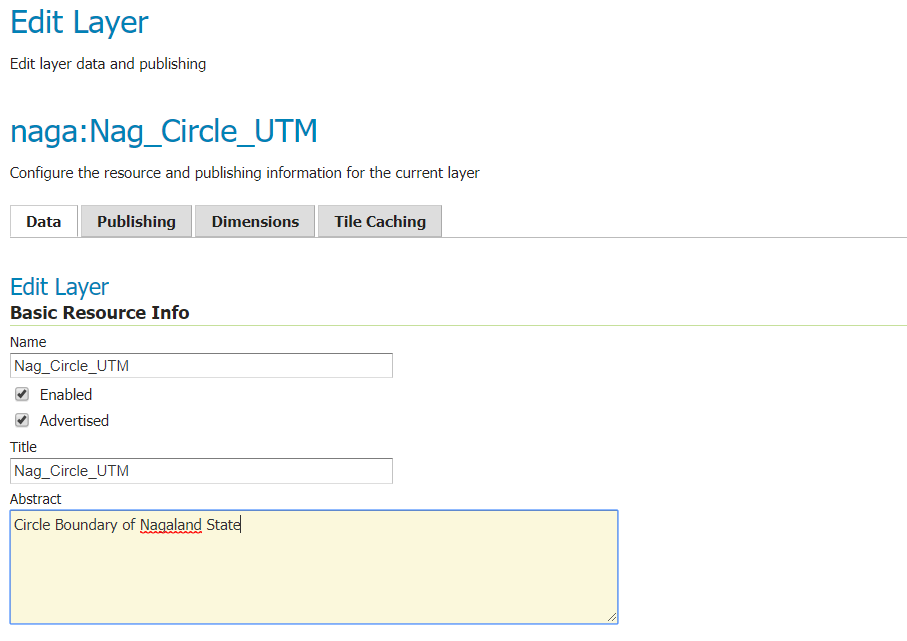 Edit Layer
Edit layer data and publishing
naga:Nag_Circle_UTM
Configure the resource and publishing information for the current layer
Data Publishing Dimensions Tile Caching
Edit Layer
Basic Resource Info
Name
Nag_Circle_UTM
Enabled
Advertised
Title
Nag_Circle_UTM
Abstract
Circle Boundary of Nagaland State